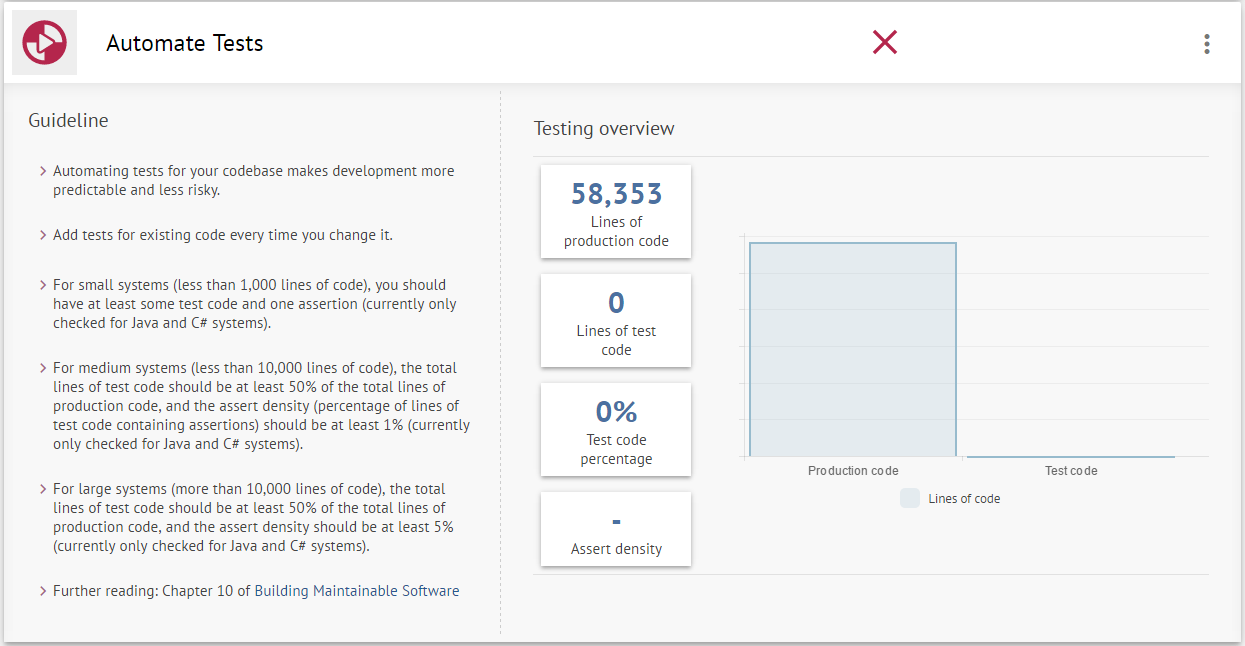 Automate Tests
Guideline
Automating tests for your codebase makes development more
predictable and less risky.
Add tests for existing code every time you change it.
For small systems (less than 1,000 lines of code), you should
have at least some test code and one assertion (currently only
checked for Java and C# systems).
For medium systems (less than 10,000 lines of code), the total
lines of test code should be at least 50% of the total lines of
production code, and the assert density (percentage of lines of
test code containing assertions) should be at least 1% (currently
only checked for Java and C# systems).
For large systems (more than 10,000 lines of code), the total
lines of test code should be at least 50% of the total lines of
production code, and the assert density should be at least 5%
(currently only checked for Java and C# systems).
Further reading: Chapter 10 of Building Maintainable Software
Testing overview
58,353
Lines of
production code
0
Lines of test
code
0%
Test code
percentage
-
Assert density
Production code
Test code
Lines of code